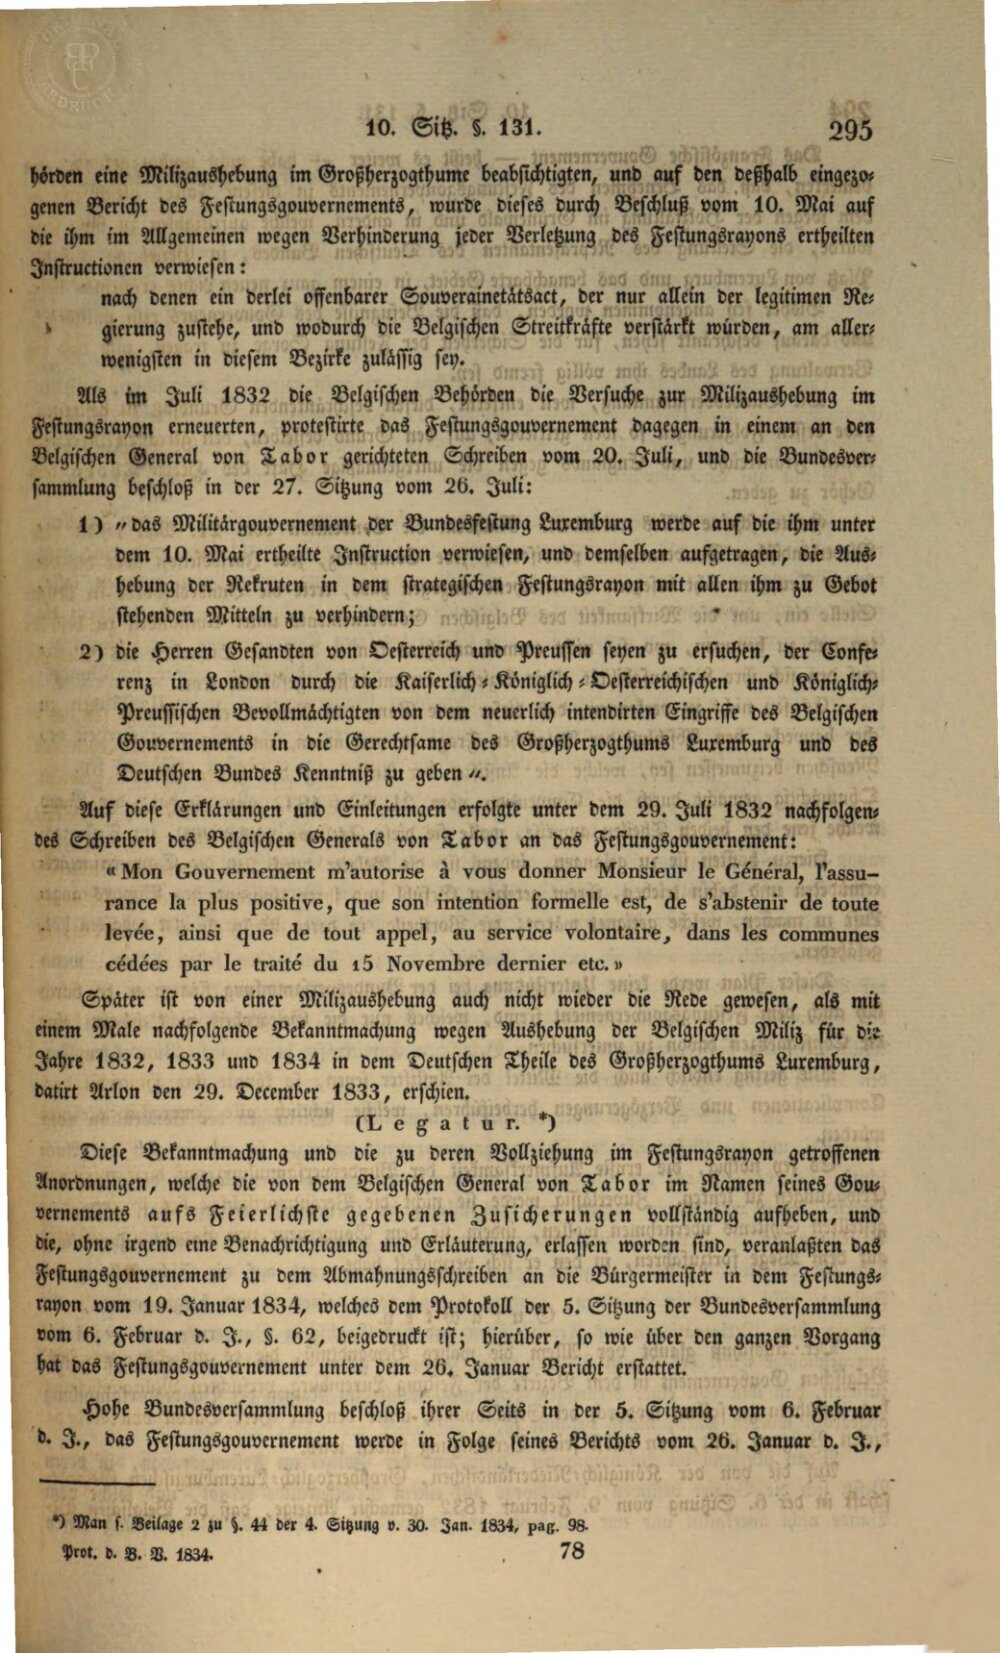 10. Sitz. §. 131.
295
hörden eine Milizaushebung im Großherzogthume beabsichtigten, und auf den deßhalb eingezo-
genen Bericht des Festungsgouvernements, wurde dieses durch Beschluß vom 10. Mai auf
die ihm im Allgemeinen wegen Verhinderung jeder Verletzung des Festungsrayons ertheilten
Instructionen verwiesen:
nach denen ein derlei offenbarer Souverainetätsact, der nur allein der legitimen Re-
gierung zustehe, und wodurch die Belgischen Streitkräfte verstärkt würden, am aller-
wenigsten in diesem Bezirke zulässig sey.
Als im Juli 1832 die Belgischen Behörden die Versuche zur Milizaushebung im
Festungsrayon erneuerten, protestirte das Festungsgouvernement dagegen in einem an den
Belgischen General von Tabor gerichteten Schreiben vom 20. Juli, und die Bundesver-
sammlung beschloß in der 27. Sitzung vom 26. Juli:
1) „das Militärgouvernement der Bundesfestung Luxemburg werde auf die ihm unter
dem 10. Mai ertheilte Instruction verwiesen, und demselben aufgetragen, die Aus-
hebung der Rekruten in dem strategischen Festungsrayon mit allen ihm zu Gebot
stehenden Mitteln zu verhindern;
2) die Herren Gesandten von Oesterreich und Preussen seyen zu ersuchen, der Confe-
renz in London durch die Kaiserlich-Königlich-Oesterreichischen und Königlich-
Preussischen Bevollmächtigten von dem neuerlich intendirten Eingriffe des Belgischen
Gouvernements in die Gerechtsame des Großherzogthums Luxemburg und des
Deutschen Bundes Kenntniß zu geben“.
Auf diese Erklärungen und Einleitungen erfolgte unter dem 29. Juli 1832 nachfolgen-
des Schreiben des Belgischen Generals von Tabor an das Festungsgouvernement:
«Mon Gouvernement m'autorise à vous donner Monsieur le Général, l'assu-
rance la plus positive, que son intention formelle est, de s'abstenir de toute
levée, ainsi que de tout appel, au service volontaire, dans les communes
cédées par le traité du 15 Novembre dernier etc.»
Später ist von einer Milizaushebung auch nicht wieder die Rede gewesen, als mit
einem Male nachfolgende Bekanntmachung wegen Aushebung der Belgischen Miliz für die
Jahre 1832, 1833 und 1834 in dem Deutschen Theile des Großherzogthums Luxemburg,
datirt Arlon den 29. December 1833, erschien.
(Legatur. *)
Diese Bekanntmachung und die zu deren Vollziehung im Festungsrayon getroffenen
Anordnungen, welche die von dem Belgischen General von Tabor im Namen seines Gou-
vernements aufs Feierlichste gegebenen Zusicherungen vollständig aufheben, und
die, ohne irgend eine Benachrichtigung und Erläuterung, erlassen worden sind, veranlaßten das
Festungsgouvernement zu dem Abmahnungsschreiben an die Bürgermeister in dem Festungs-
rayon vom 19. Januar 1834, welches dem Protokoll der 5. Sitzung der Bundesversammlung
vom 6. Februar d. J., §. 62, beigedruckt ist; hierüber, so wie über den ganzen Vorgang
hat das Festungsgouvernement unter dem 26. Januar Bericht erstattet.
Hohe Bundesversammlung beschloß ihrer Seits in der 5. Sitzung vom 6. Februar
d. J., das Festungsgouvernement werde in Folge seines Berichts vom 26. Januar d. J.,
*) Man s. Beilage 2 zu §. 44 der 4. Sitzung v. 30. Jan. 1834, pag. 98.
Prot. d. B. V. 1834.
78